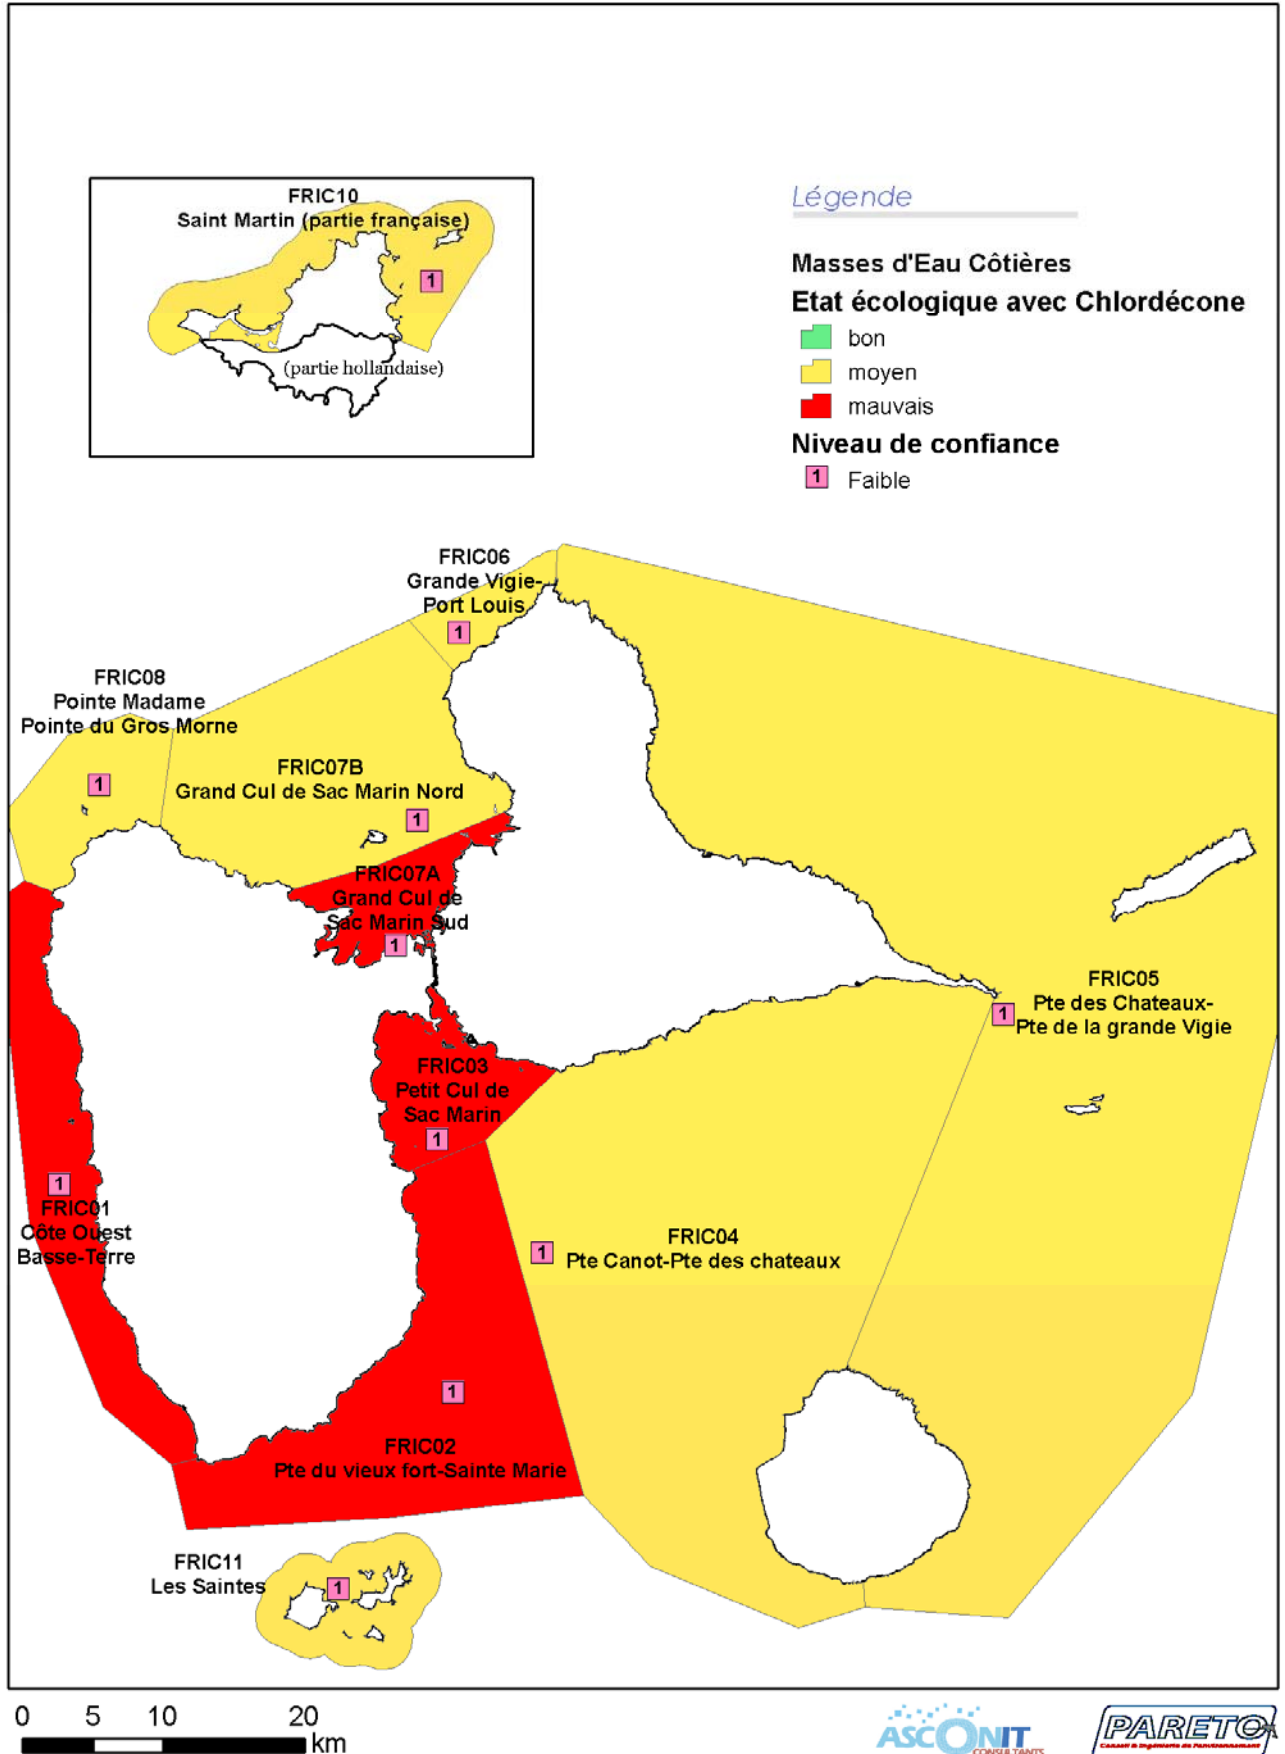 FRIC10
Saint Martin (partie française)
1
(partie hollandaise)
Légende
Masses d'Eau Côtières
Etat écologique avec Chlordécone
bon
moyen
mauvais
Niveau de confiance
1 Faible
FRIC06
Grande Vigie-
Port Louis
1
FRIC08
Pointe Madame
Pointe du Gros Morne
1
FRIC07B
Grand Cul de Sac Marin Nord
1
FRIC07A
Grand Cul de
Sac Marin Sud
1
FRIC05
Pte des Chateaux-
Pte de la grande Vigie
1
FRIC03
Petit Cul de
Sac Marin
1
1
FRIC01
Côte Ouest
Basse-Terre
FRIC04
Pte Canot-Pte des chateaux
1
1
FRIC02
Pte du vieux fort-Sainte Marie
FRIC11
Les Saintes
1
0 5 10 20
km
ASCONIT
CONSULTANTS
PARETO
Conseil & Ingénierie de l'environnement